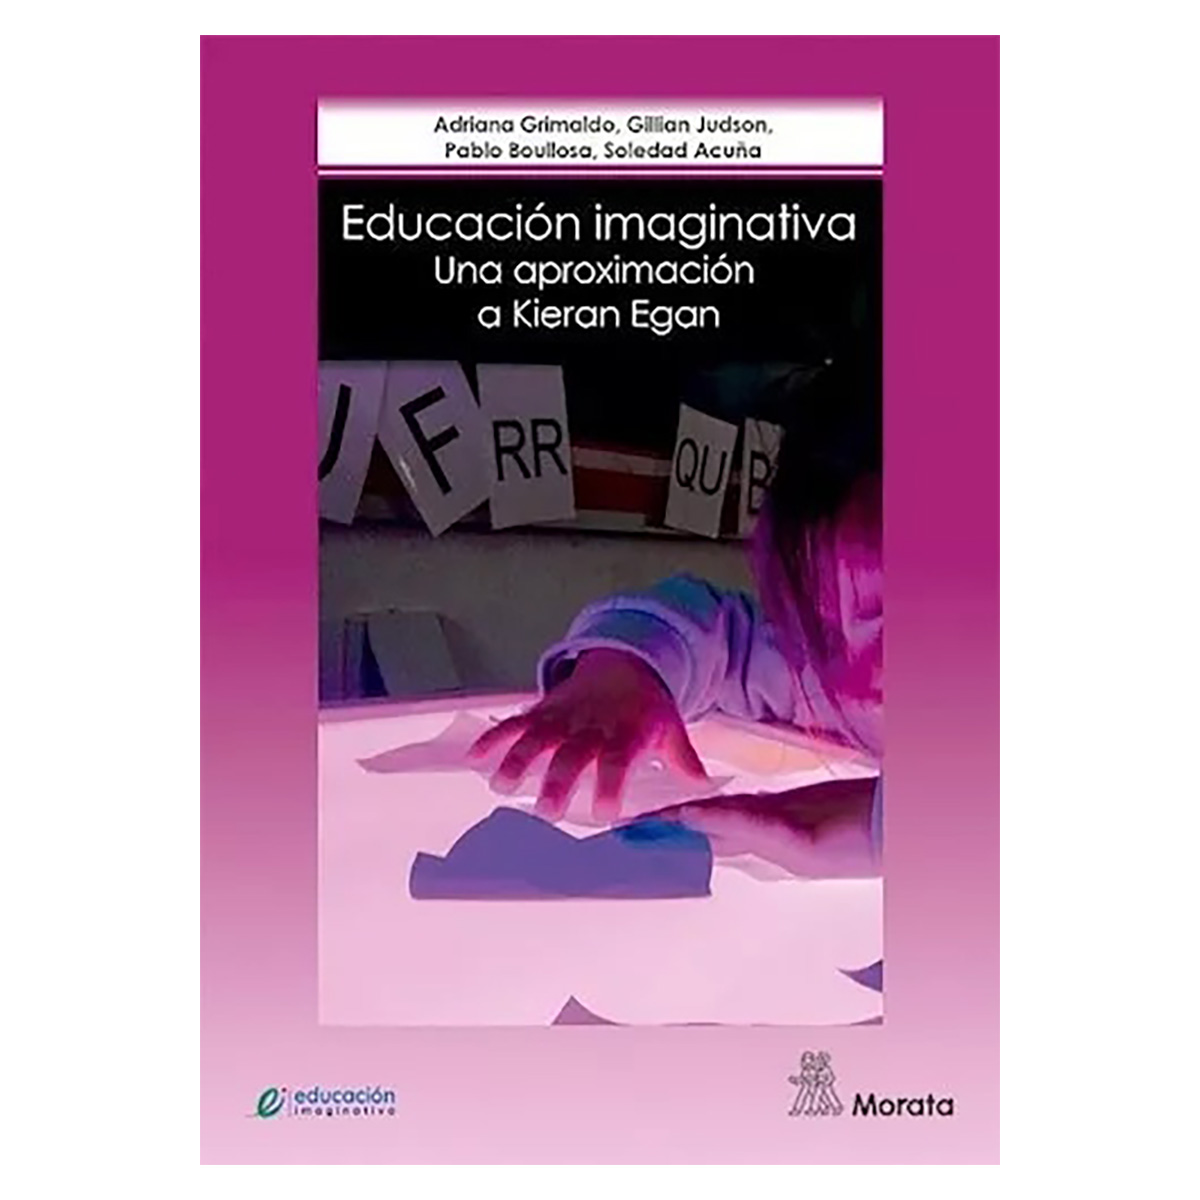 Adriana Grimaldo, Gillian Judson,
Pablo Boullosa, Soledad Acuña
Educación imaginativa
Una aproximación
a Kieran Egan
J
F
RR
QU
B
educación
imaginativa
Morata